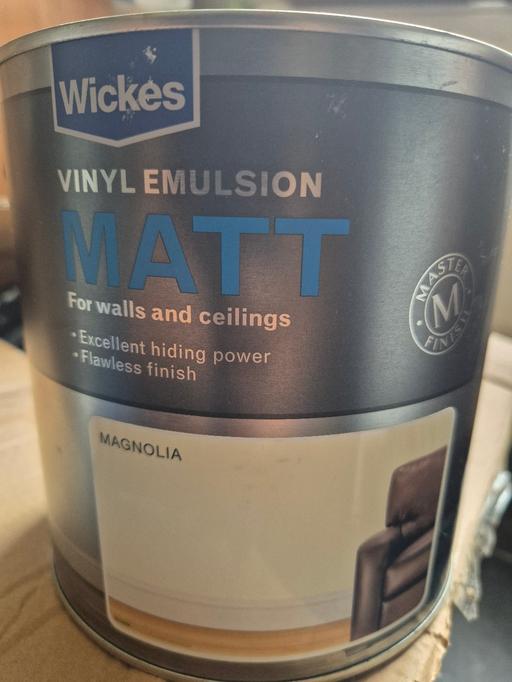 Wickes
VINYL EMULSION
MATT
For walls and ceilings
• Excellent hiding power
• Flawless finish
MASTER
M
FINISH
MAGNOLIA